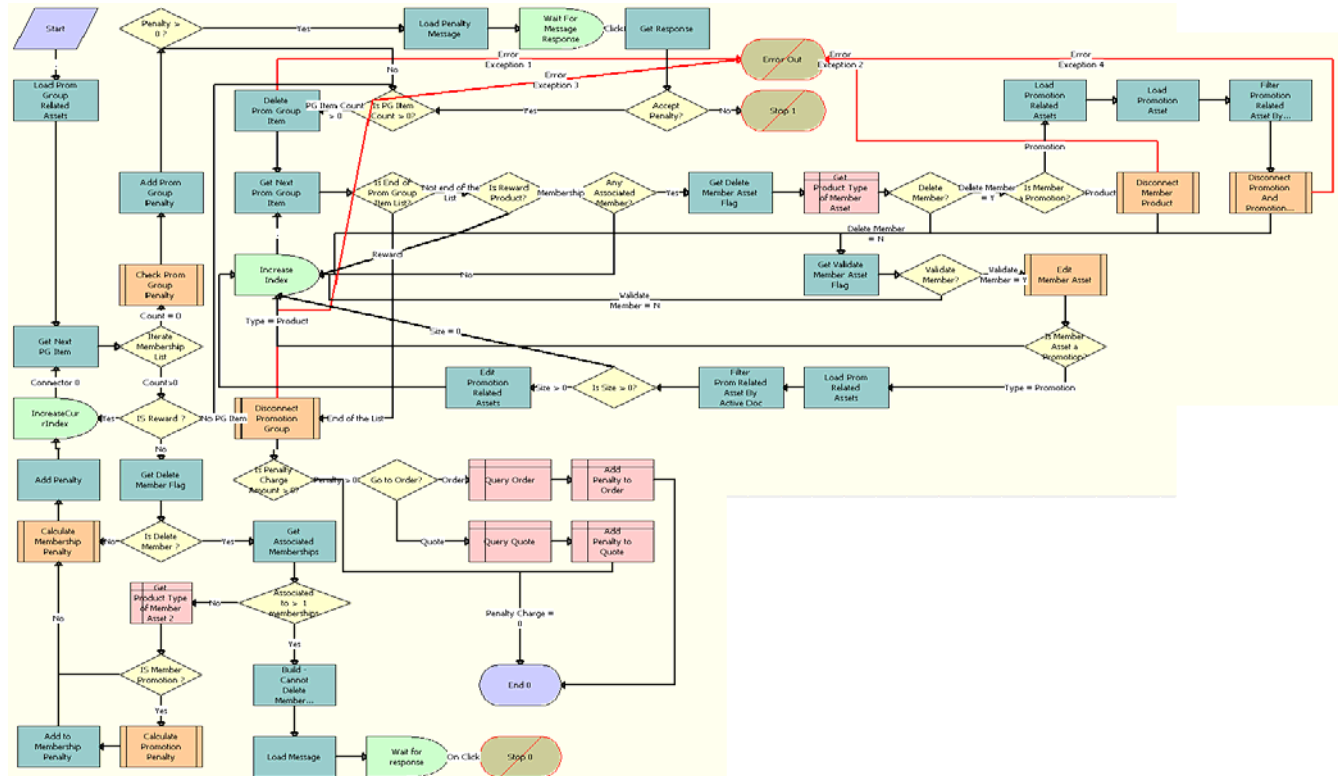 Start
Penalty >
0 ?
Yes
Load Penalty
Message
Wait For
Message
Response
Click
Get Response
Error Out
Error
Exception 1
Error
Exception 2
Error
Exception 3
Error
Exception 4
Load Prom
Group
Related
Assets
No
Delete
Prom Group
Item
PG Item Count
> 0
Is PG Item
Count > 0?
Yes
Accept
Penalty?
No
Stop 1
Load
Promotion
Related
Assets
Load
Promotion
Asset
Filter
Promotion
Related
Asset By...
Promotion
Add Prom
Group
Penalty
Get Next
Prom Group
Item
Is End of
Prom Group
Item List?
Not end of the
List
Is Reward
Product?
Membership
Any
Associated
Member?
Yes
Get Delete
Member Asset
Flag
Get
Product Type
of Member
Asset
Delete
Member?
Delete Member
= Y
Is Member
Promotion?
Product
Disconnect
Member
Product
Disconnect
Promotion
And
Promotion...
Delete Member
= N
Reward
No
Check Prom
Group
Penalty
Increase
Index
Get Validate
Member Asset
Flag
Validate
Member?
Validate
Member = Y
Edit
Member Asset
Validate
Member = N
Count = 0
Type = Product
Size = 0
Get Next
PG Item
Iterate
Membership
List
Is Member
Asset a
Promotion?
Connector 0
Count>0
Edit
Promotion
Related
Assets
Size > 0
Is Size > 0?
Filter
Prom Related
Asset By
Active Doc
Load Prom
Related
Assets
Type = Promotion
IncreaseCur
rIndex
Yes
IS Reward ?
No PG Item
Disconnect
Promotion
Group
End of the List
No
Add Penalty
Get Delete
Member Flag
Is Penalty
Charge
Amount > 0?
Penalty > 0
Go to Order?
Order
Query Order
Add
Penalty to
Order
Calculate
Membership
Penalty
No
Is Delete
Member ?
Yes
Get
Associated
Memberships
Quote
Query Quote
Add
Penalty to
Quote
Get
Product Type
of Member
Asset 2
No
Associated
to > 1
memberships
Penalty Charge =
0
No
Yes
IS Member
Promotion ?
Build -
Cannot
Delete
Member...
End 0
Yes
Add to
Membership
Penalty
Calculate
Promotion
Penalty
Load Message
Wait for
response
On Click
Stop 0